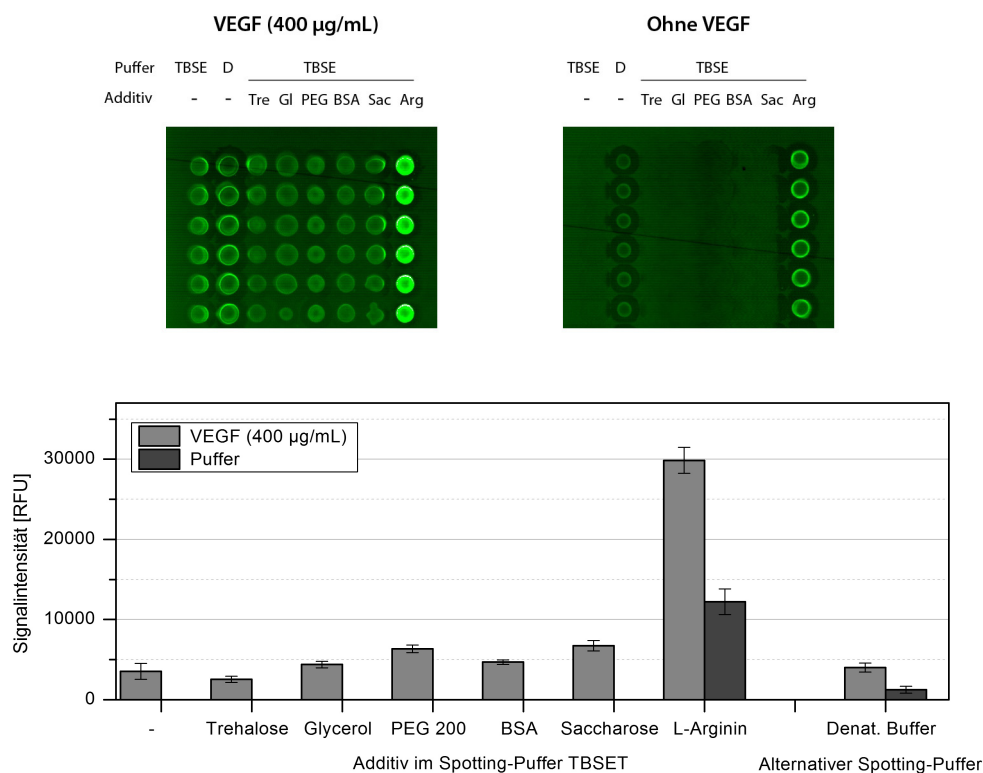 VEGF (400 µg/mL)
Ohne VEGF
Puffer TBSE D TBSE
TBSE D TBSE
Additiv - - Tre Gl PEG BSA Sac Arg
- - Tre Gl PEG BSA Sac Arg
VEGF (400 µg/mL)
Puffer
Signalintensität [RFU]
30000
20000
10000
0
- Trehalose Glycerol PEG 200 BSA Saccharose L-Arginin Denat. Buffer
Additiv im Spotting-Puffer TBSET
Alternativer Spotting-Puffer